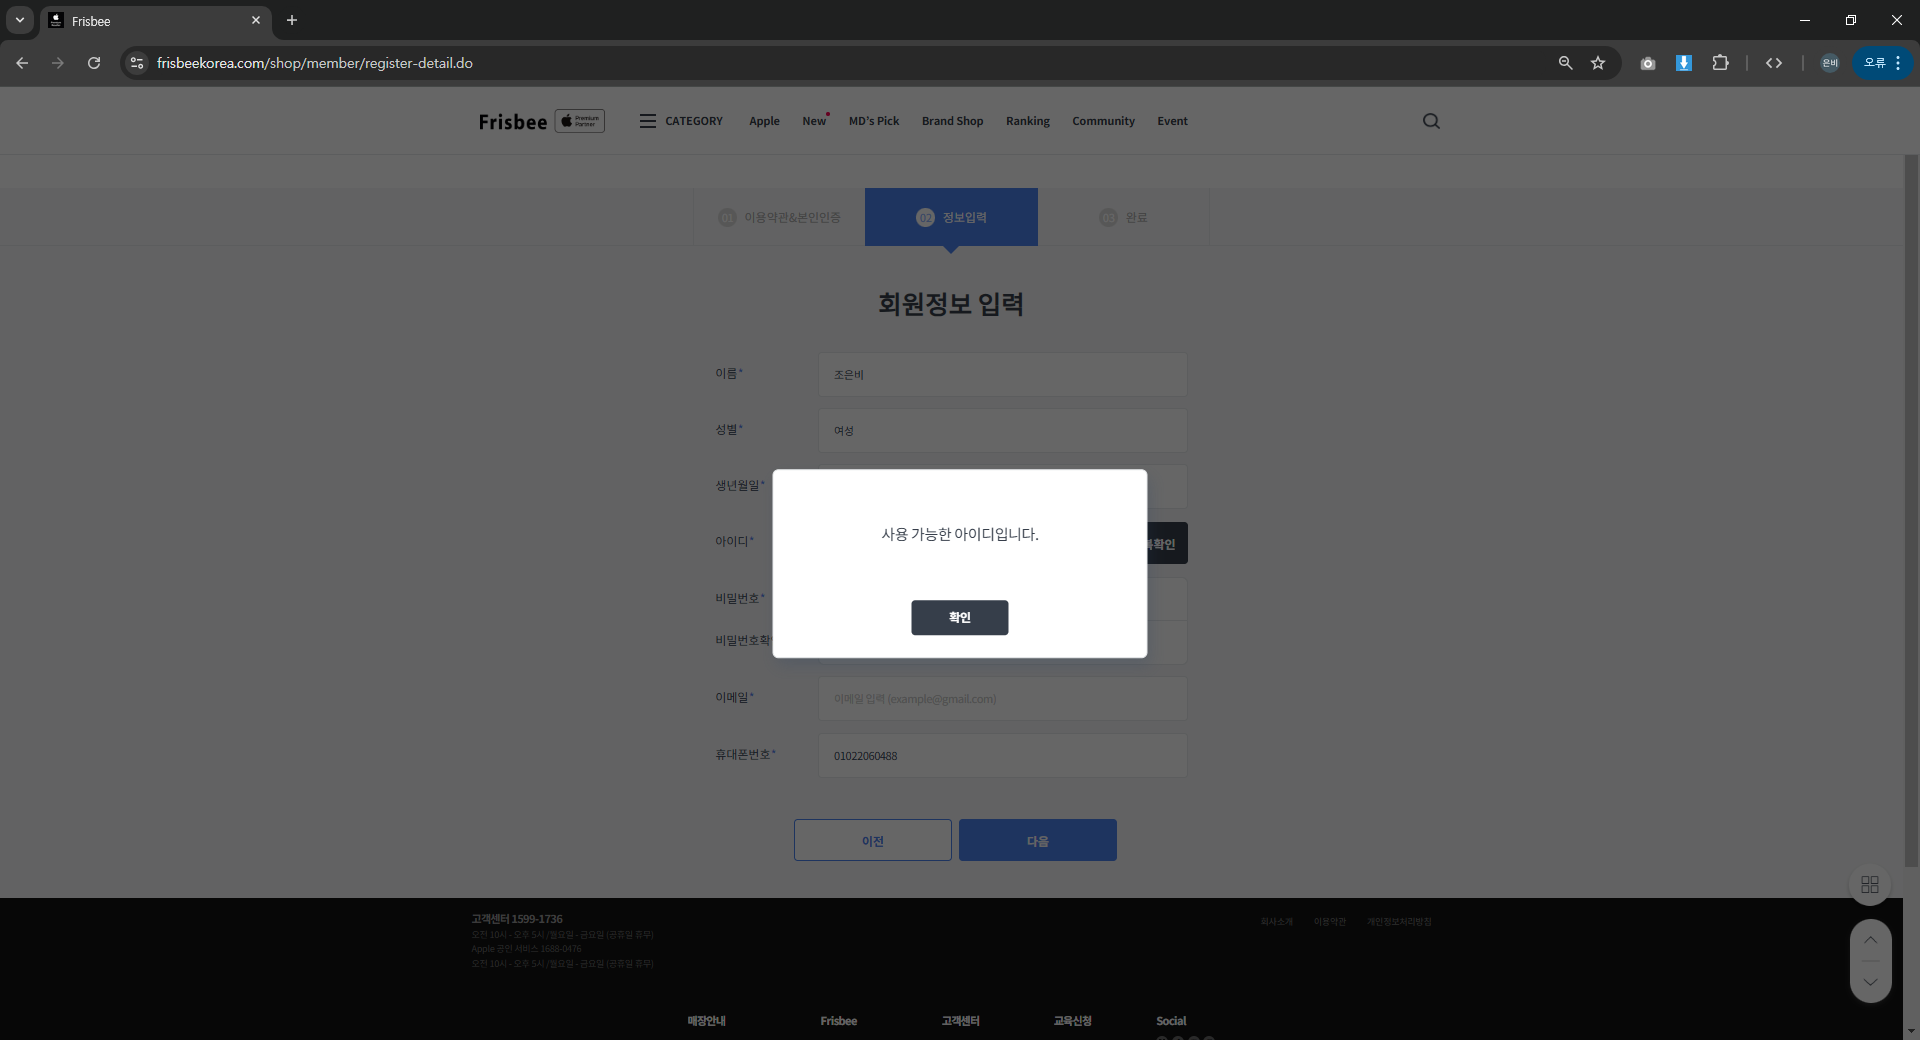 Frisbee
frisbeekorea.com/shop/member/register-detail.do
은비
오류
Frisbee
Premium
Partner
CATEGORY
Apple
New
MD's Pick
Brand Shop
Ranking
Community
Event
01 이용약관&본인인증
02 정보입력
03 완료
회원정보 입력
이름*
조은비
성별*
여성
생년월일*
아이디*
복확인
사용 가능한 아이디입니다.
확인
비밀번호*
비밀번호확
이메일*
이메일 입력 (example@gmail.com)
휴대폰번호*
01022060488
이전
다음
고객센터 1599-1736
오전 10시 - 오후 5시 /월요일 - 금요일 (공휴일 휴무)
Apple 공인 서비스 1688-0476
오전 10시 - 오후 5시 /월요일 - 금요일 (공휴일 휴무)
회사소개
이용약관
개인정보처리방침
매장안내
Frisbee
고객센터
교육신청
Social